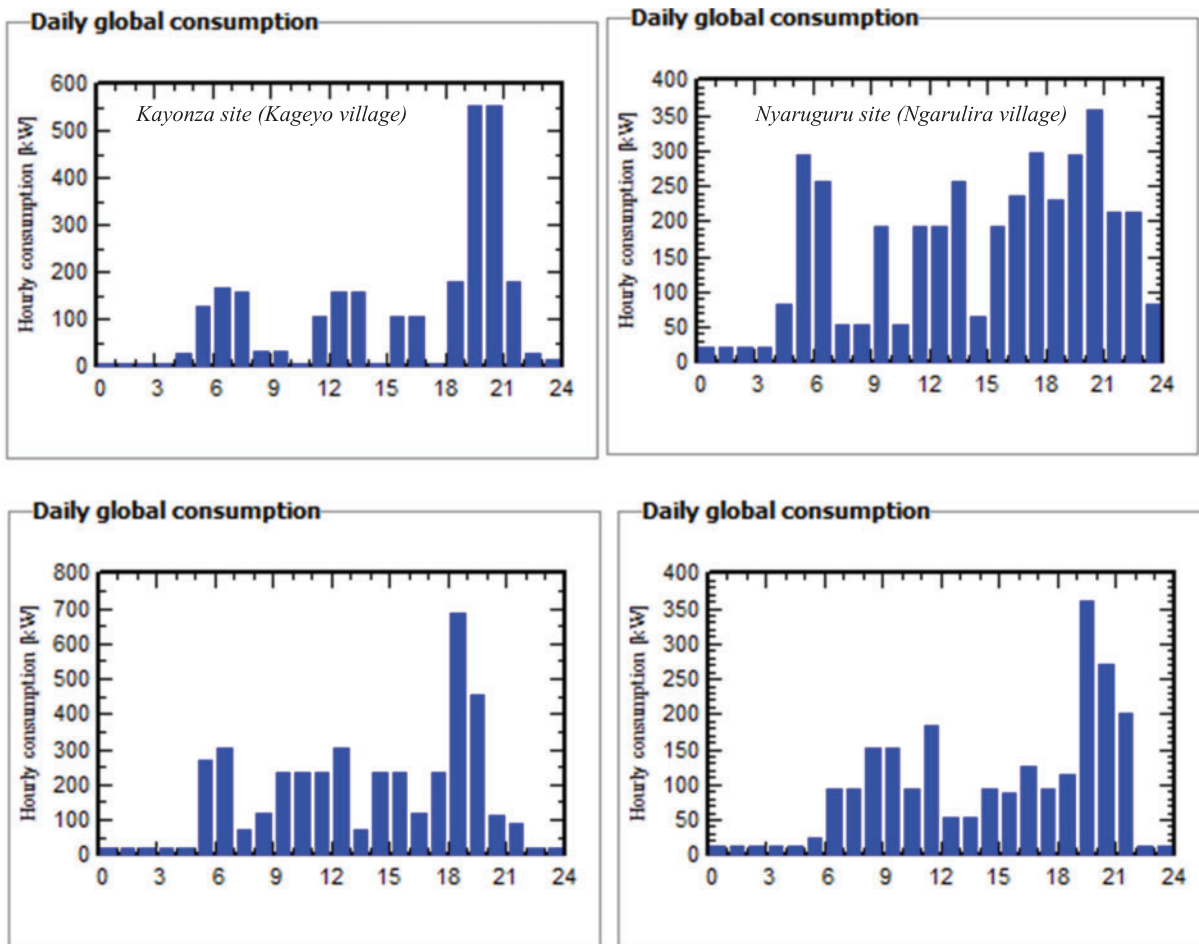 Daily global consumption
Kayonza site (Kageyo village)
Hourly consumption [kW]
600
500
400
300
200
100
0
0 3 6 9 12 15 18 21 24
Daily global consumption
Nyaruguru site (Ngarulira village)
Hourly consumption [kW]
400
350
300
250
200
150
100
50
0
0 3 6 9 12 15 18 21 24
Daily global consumption
Hourly consumption [kW]
800
700
600
500
400
300
200
100
0
0 3 6 9 12 15 18 21 24
Daily global consumption
Hourly consumption [kW]
400
350
300
250
200
150
100
50
0
0 3 6 9 12 15 18 21 24